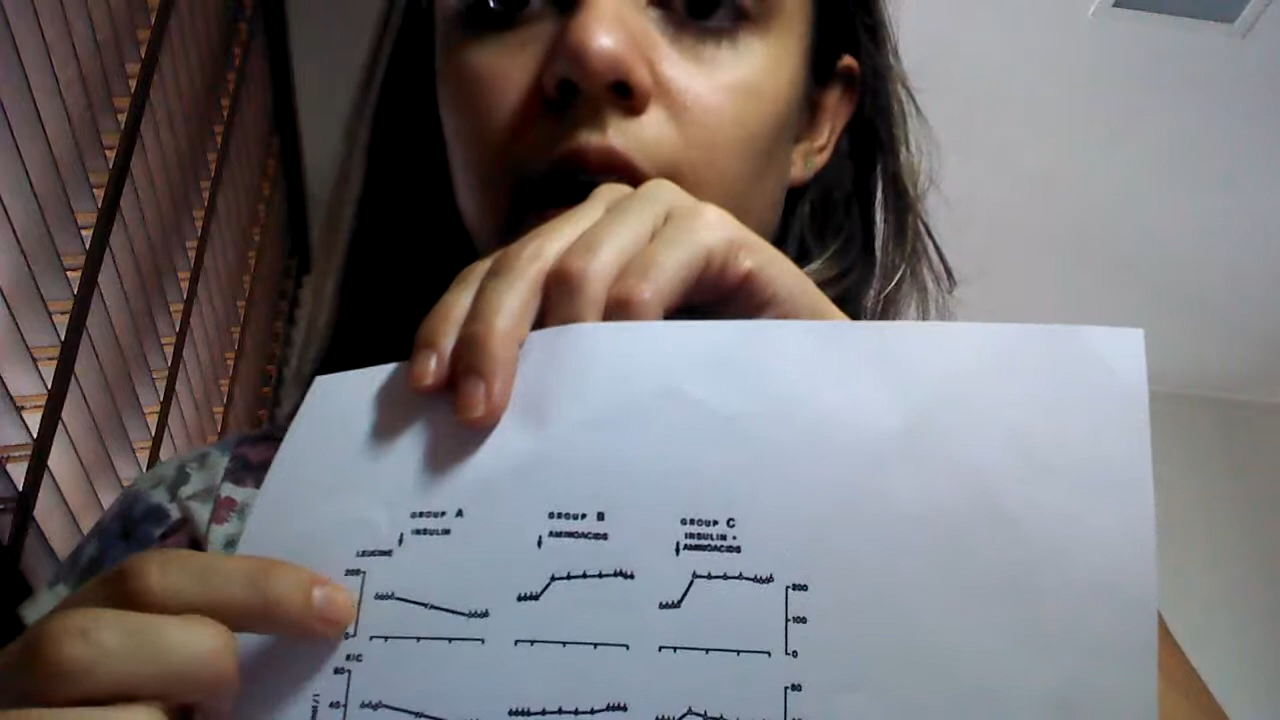 GROUP A GROUP B GROUP C
INSULIN AMINOACIDS INSULIN +
AMINOACIDS
LEUCINE
200 200
100
0 0
KIC
80 80
40